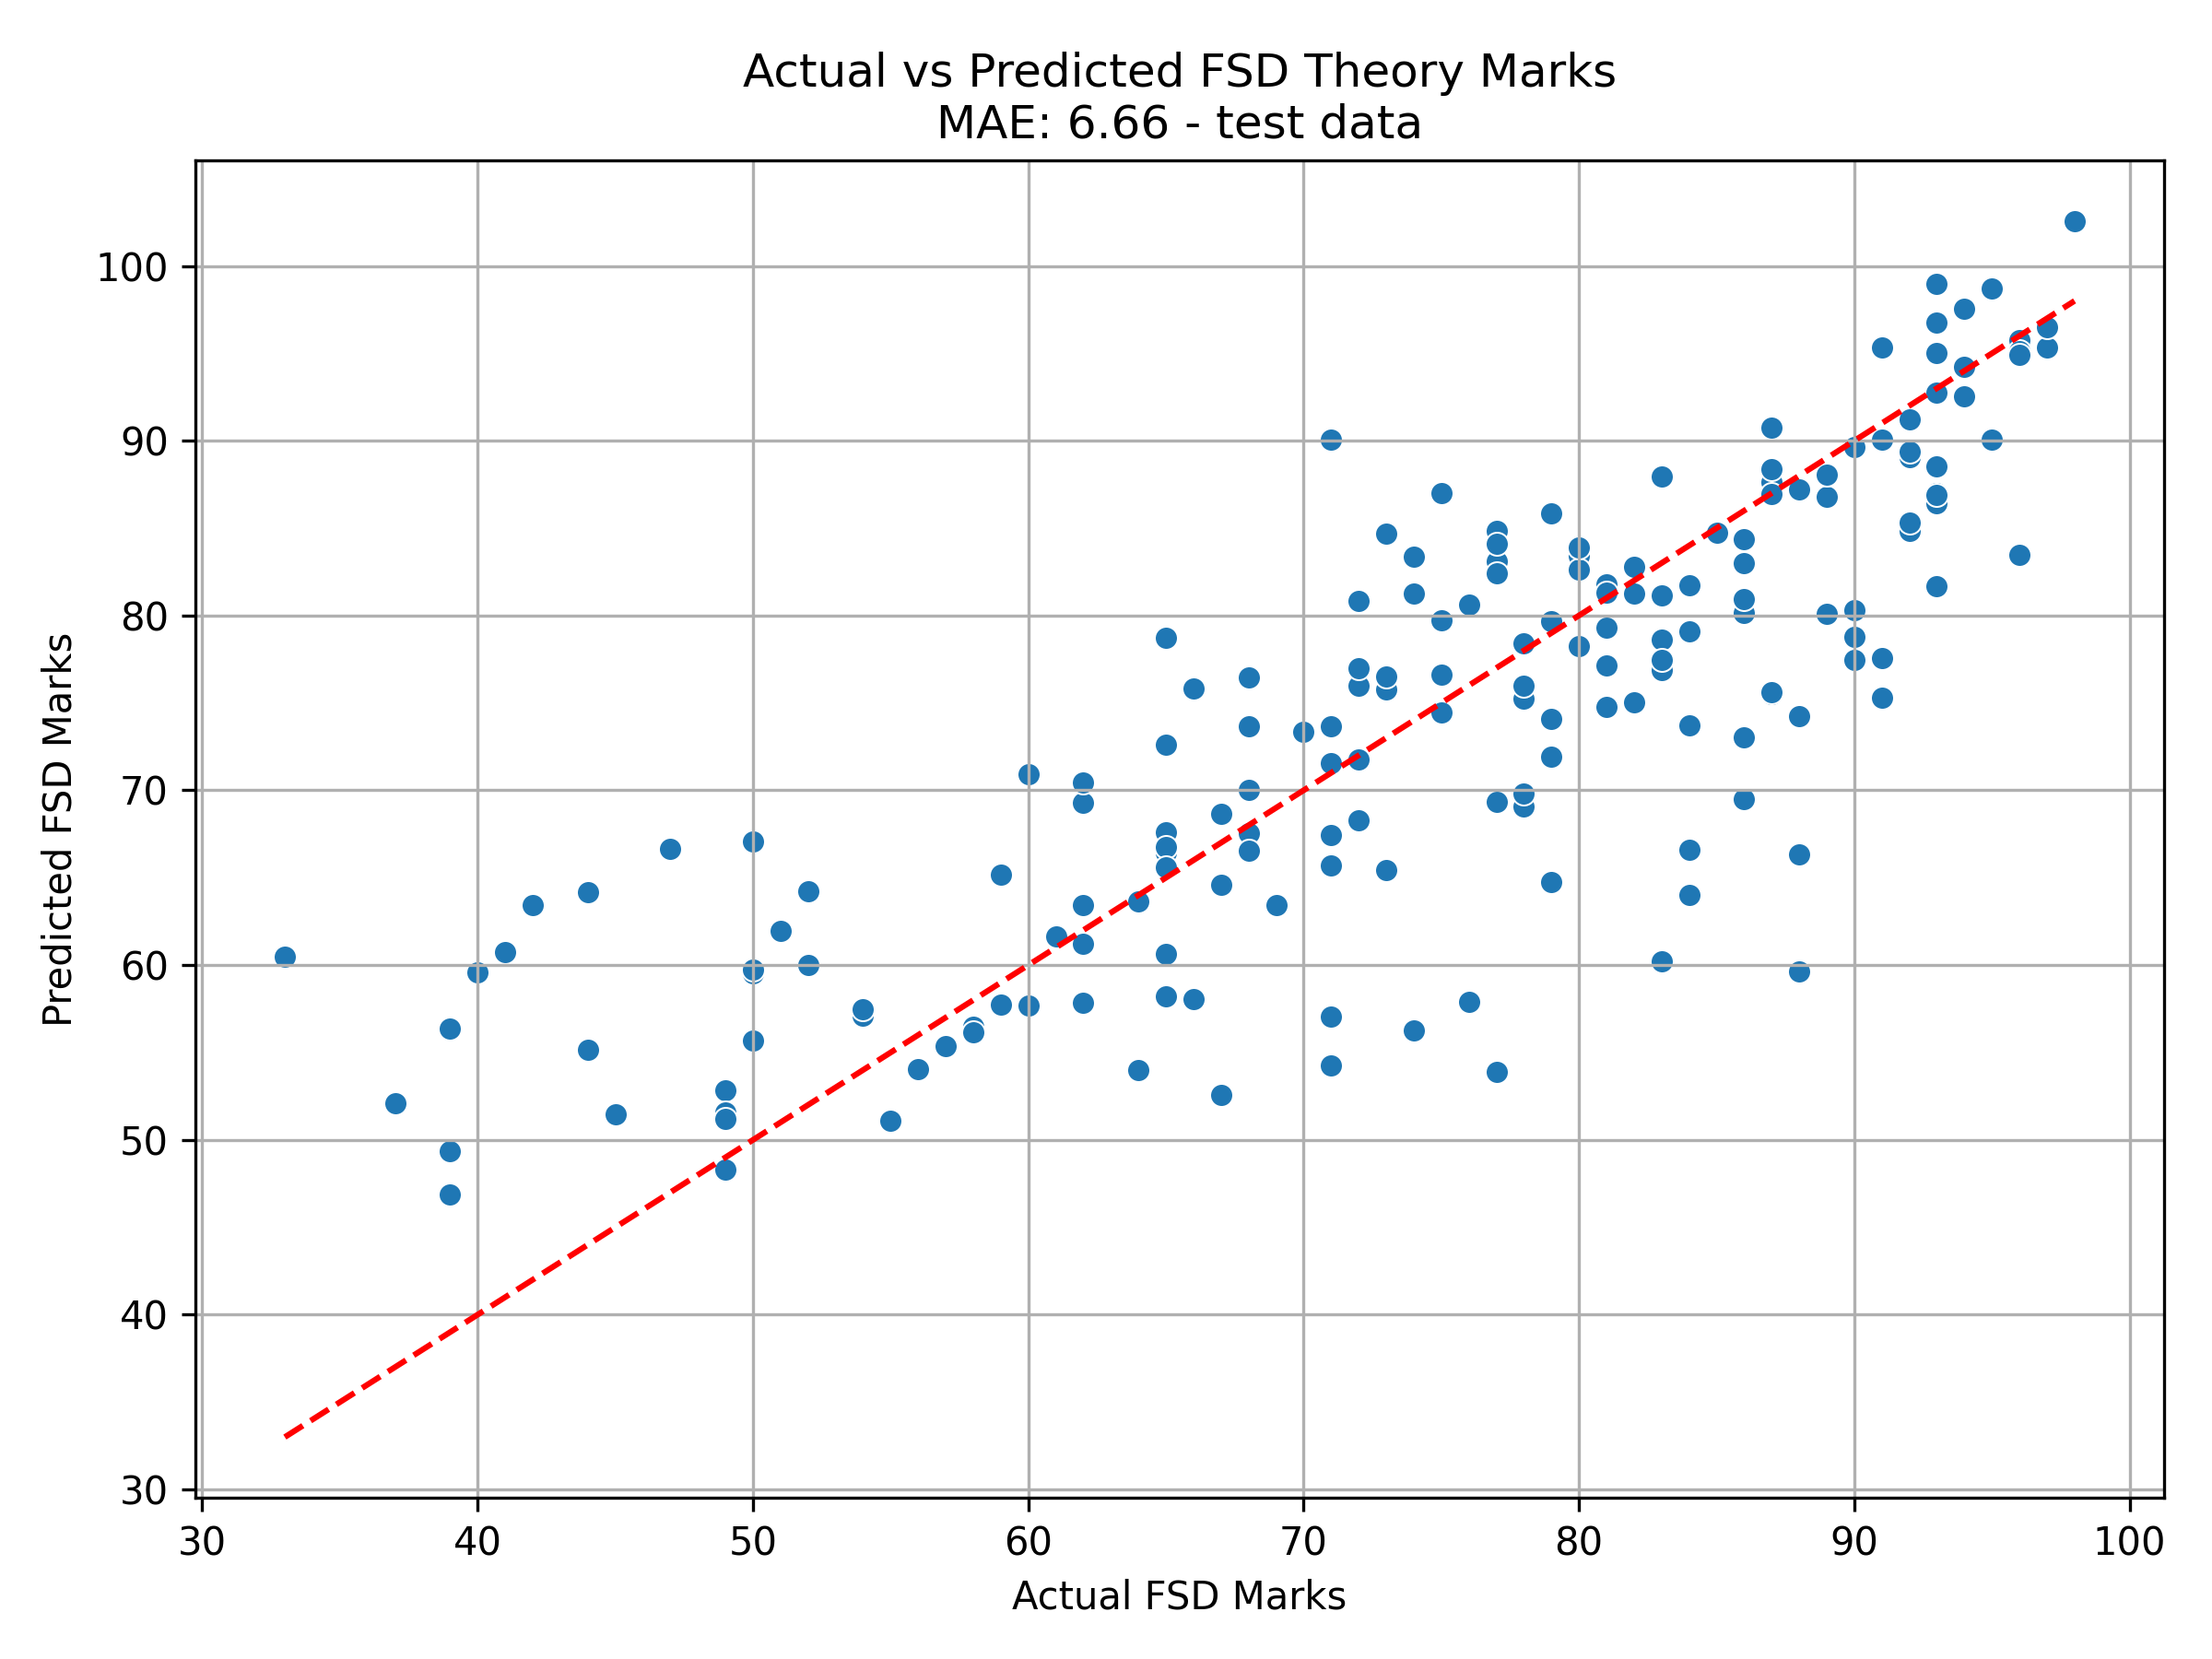 Actual vs Predicted FSD Theory Marks
MAE: 6.66 - test data
100
90
80
70
60
50
40
30
Predicted FSD Marks
30 40 50 60 70 80 90 100
Actual FSD Marks